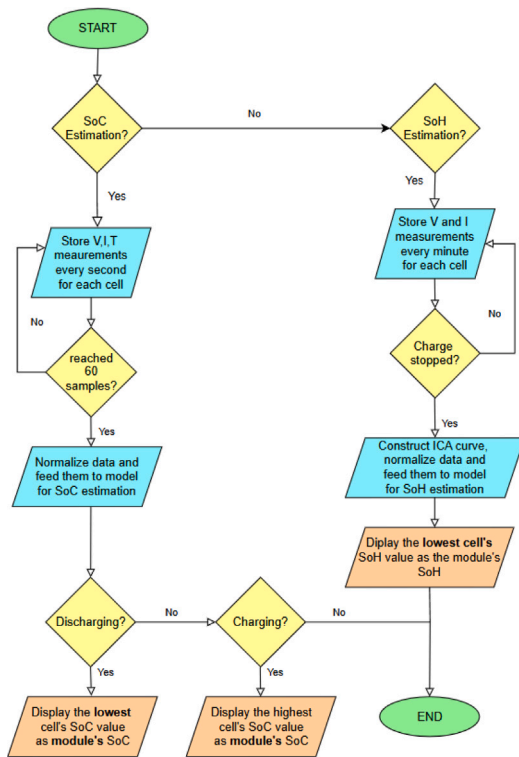 START
SoC
Estimation?
No
SoH
Estimation?
Yes
Yes
Store V,I,T
meaurements
every second
for each cell
Store V and I
measurements
every minute
for each cell
No
No
reached
60
samples?
Charge
stopped?
Yes
Yes
Normalize data and
feed them to model
for SoC estimation
Construct ICA curve,
normalize data and
feed them to model
for SoH estimation
Diplay the lowest cell's
SoH value as the module's
SoH
Discharging?
No
Charging?
No
Yes
Yes
Display the lowest
cell's SoC value
as module's SoC
Display the highest
cell's SoC value
as module's SoC
END